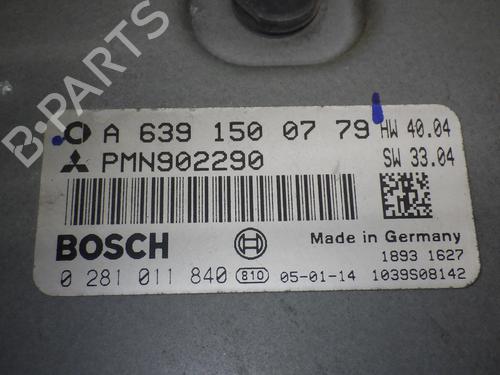 A 639 150 07 79 HW 40.04
PMN902290 SW 33.04
BOSCH
Made in Germany
1893 1627
0 281 011 840 810 05-01-14 1039S08142
B-PARTS